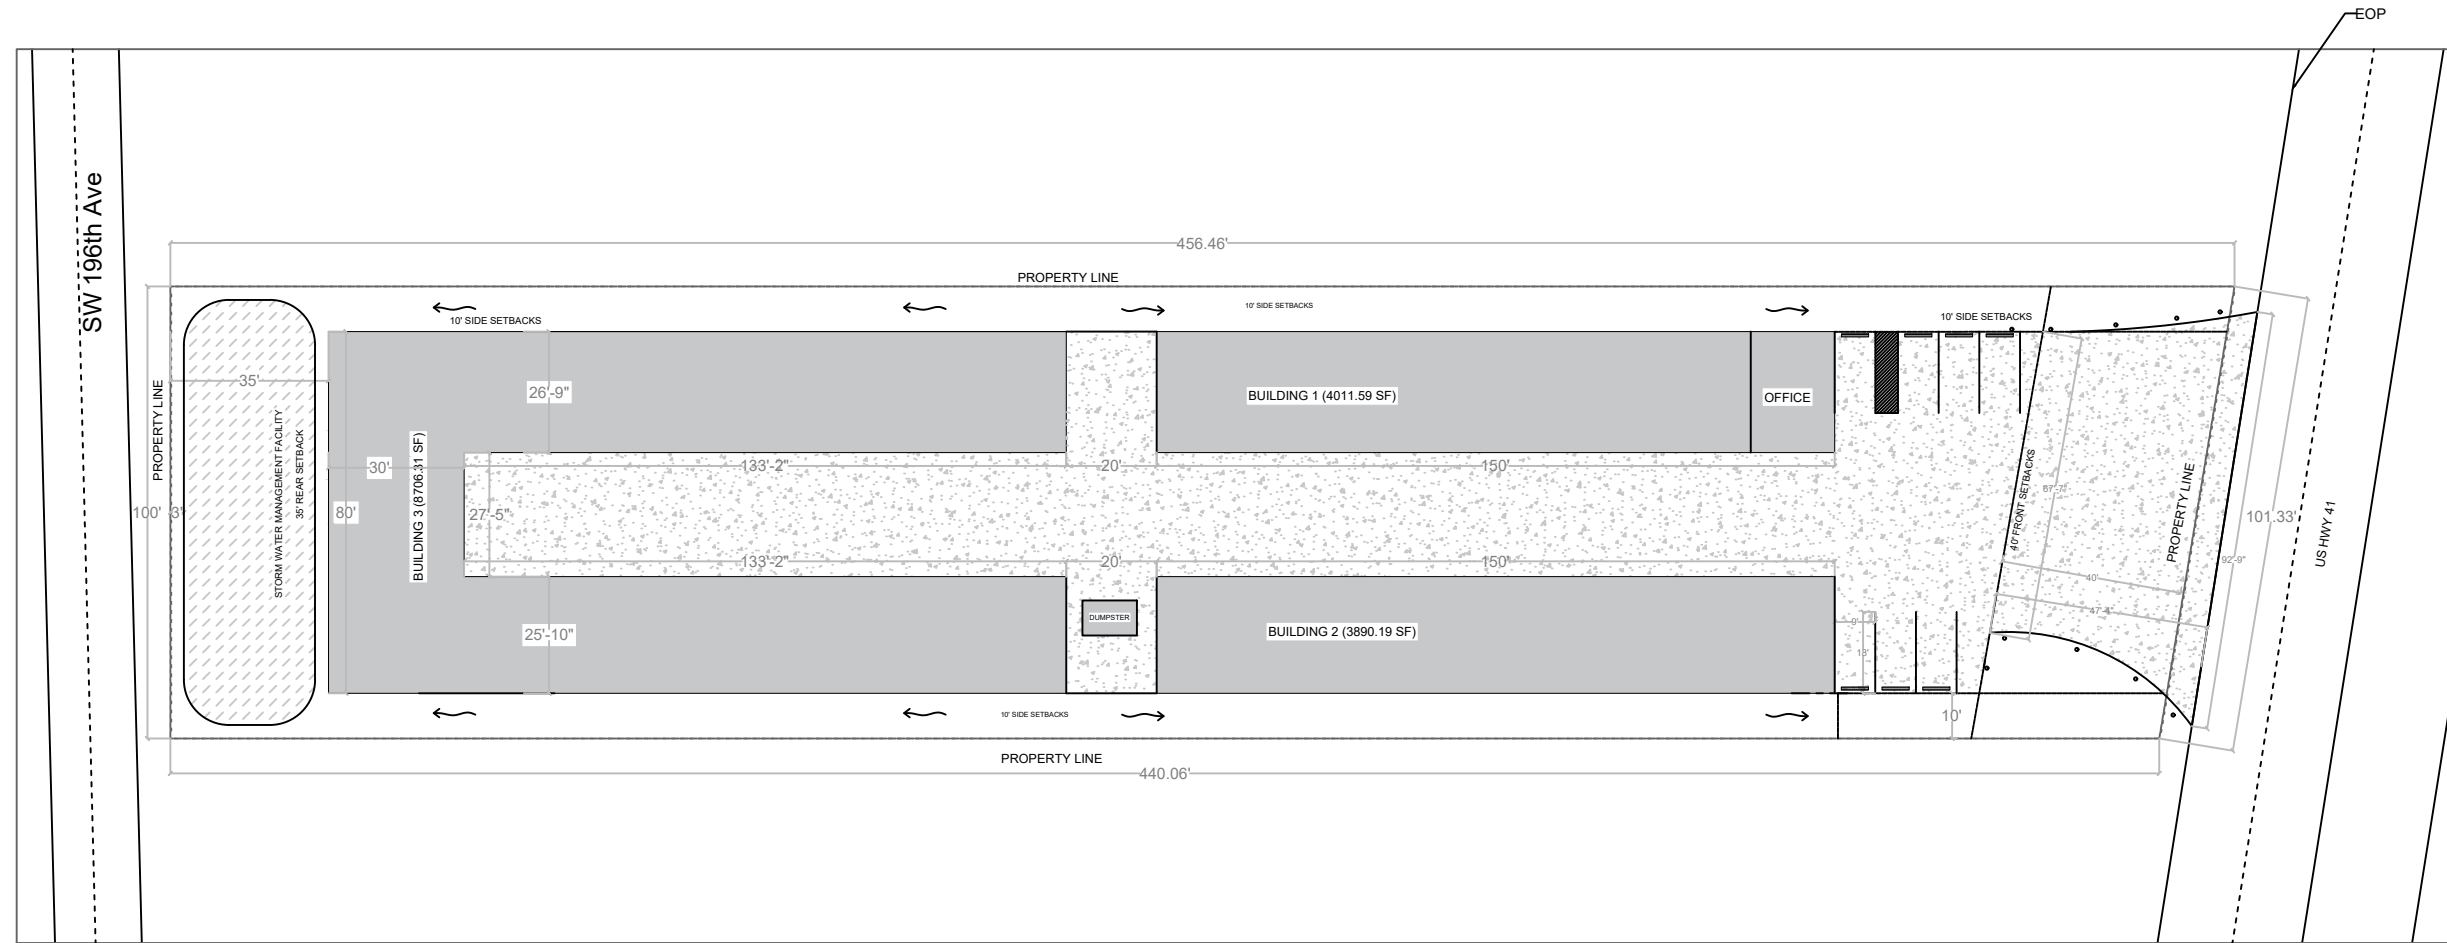 EOP
SW 196th Ave
456.46'
PROPERTY LINE
10' SIDE SETBACKS
10' SIDE SETBACKS
10' SIDE SETBACKS
PROPERTY LINE
35'
26'-9"
BUILDING 1 (4011.59 SF)
OFFICE
STORM WATER MANAGEMENT FACILITY
35' REAR SETBACK
30'
BUILDING 3 (8706.31 SF)
133'-2"
20'
150'
40' FRONT SETBACKS
67'-7"
PROPERTY LINE
100'
80'
27'-5"
101.33'
US HWY 41
133'-2"
20'
150'
92'-9"
40'
47'-4"
DUMPSTER
9'
18'
25'-10"
BUILDING 2 (3890.19 SF)
10' SIDE SETBACKS
10'
PROPERTY LINE
440.06'